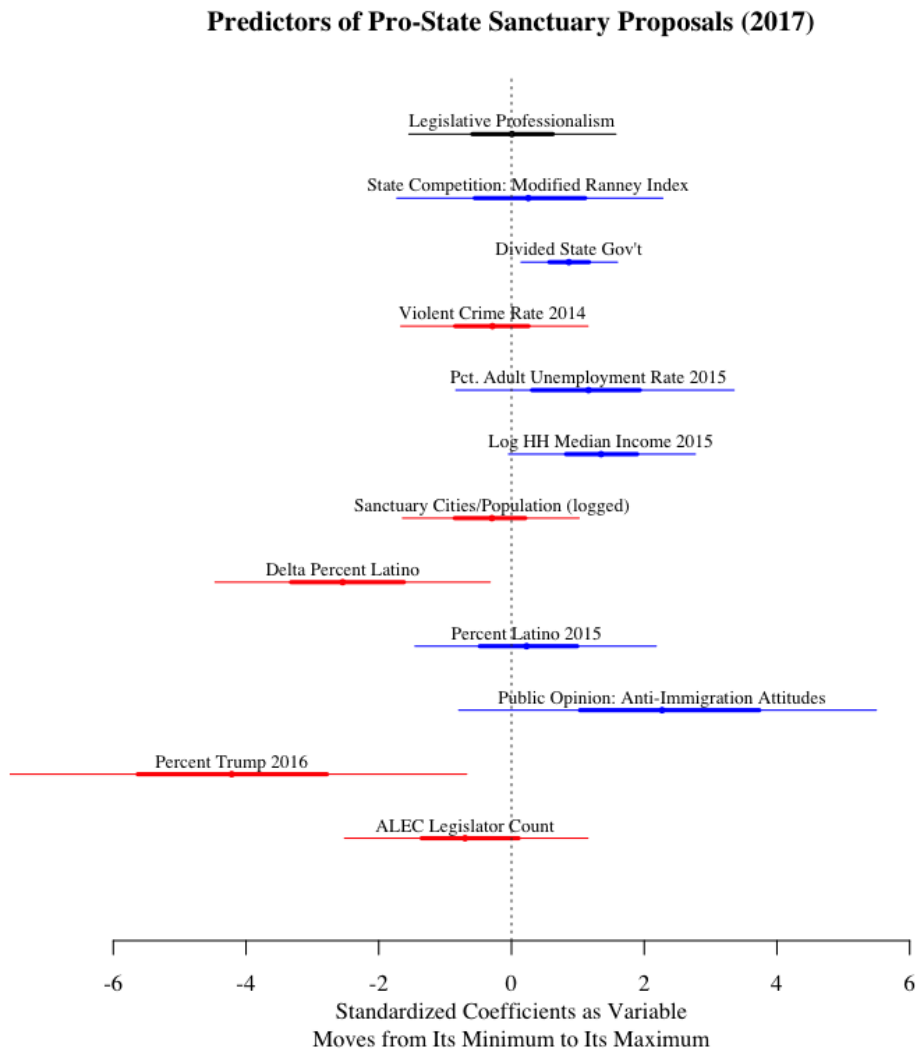 Predictors of Pro-State Sanctuary Proposals (2017)
Legislative Professionalism
State Competition: Modified Ranney Index
Divided State Gov't
Violent Crime Rate 2014
Pct. Adult Unemployment Rate 2015
Log HH Median Income 2015
Sanctuary Cities/Population (logged)
Delta Percent Latino
Percent Latino 2015
Public Opinion: Anti-Immigration Attitudes
Percent Trump 2016
ALEC Legislator Count
-6 -4 -2 0 2 4 6
Standardized Coefficients as Variable
Moves from Its Minimum to Its Maximum